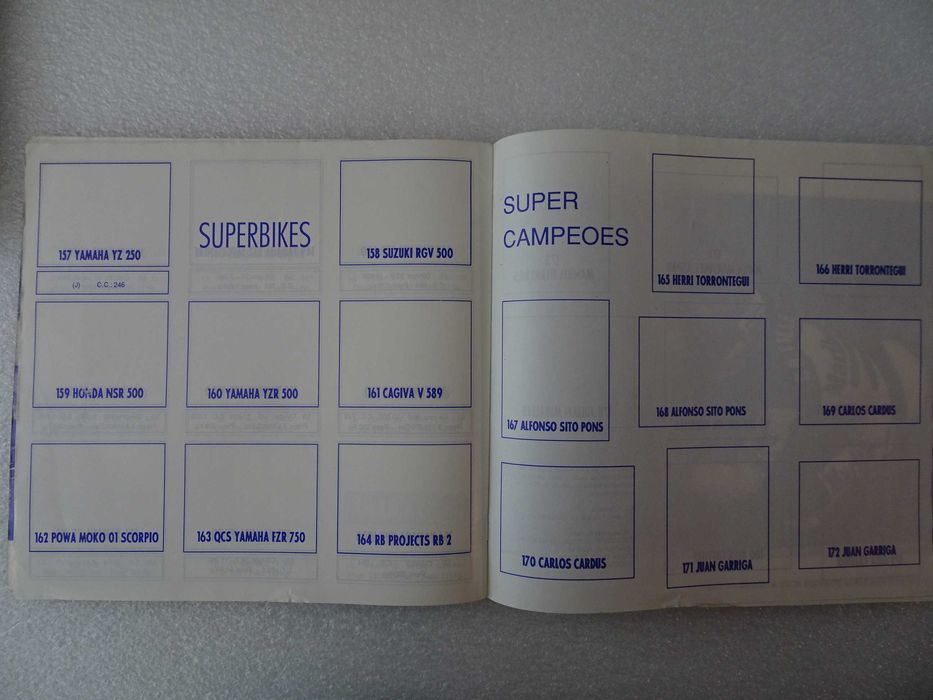 157 YAMAHA YZ 250
(J) C.C.: 246
SUPERBIKES
158 SUZUKI RGV 500
159 HONDA NSR 500
160 YAMAHA YZR 500
161 CAGIVA V 589
162 POWA MOKO 01 SCORPIO
163 QCS YAMAHA FZR 750
164 RB PROJECTS RB 2
SUPER
CAMPEOES
165 HERRI TORRONTEGUI
166 HERRI TORRONTEGUI
167 ALFONSO SITO PONS
168 ALFONSO SITO PONS
169 CARLOS CARDUS
170 CARLOS CARDUS
171 JUAN GARRIGA
172 JUAN GARRIGA